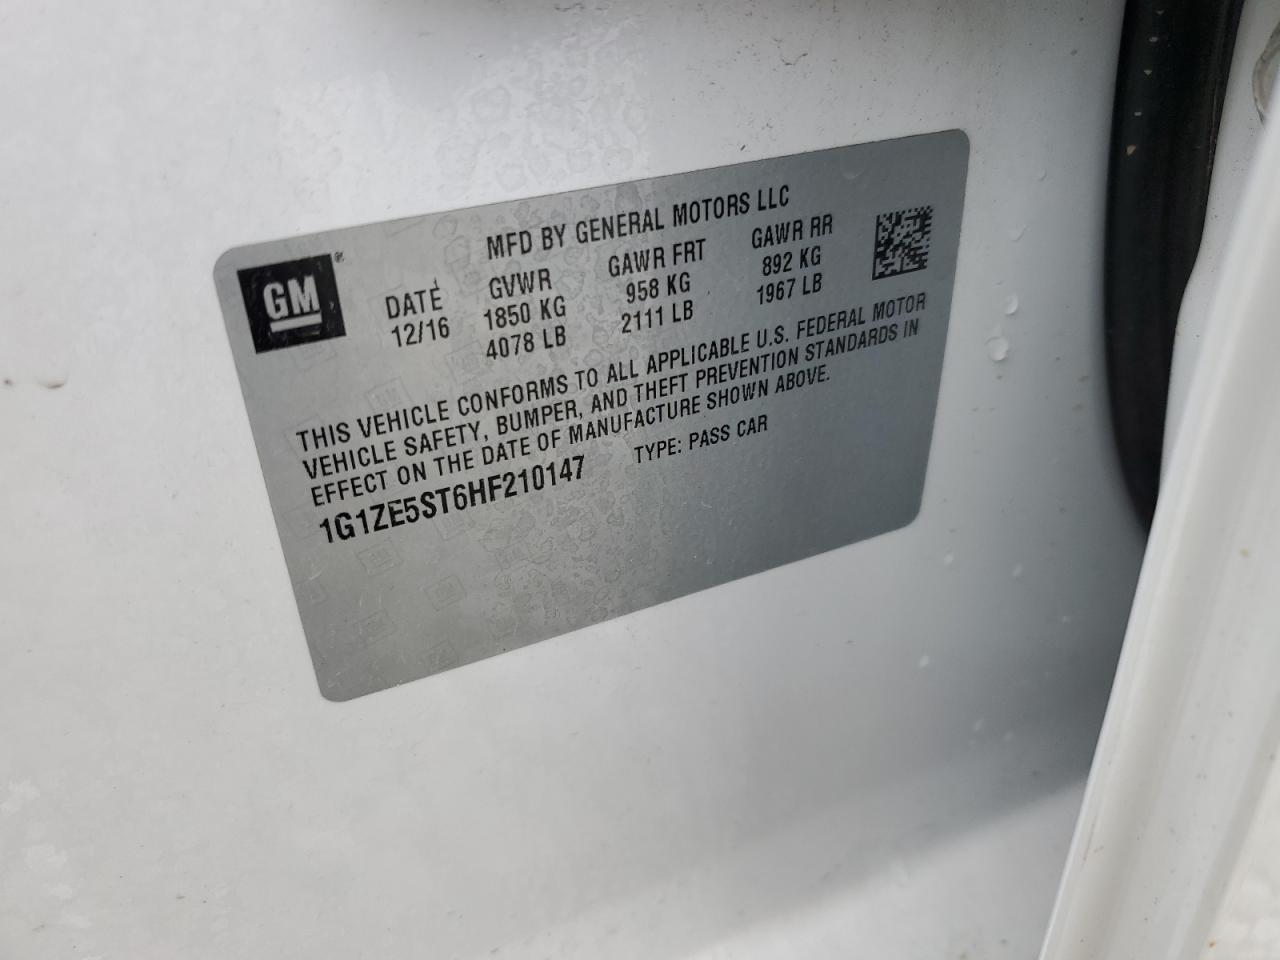 GM®
MFD BY GENERAL MOTORS LLC
DATE GVWR GAWR FRT GAWR RR
12/16 1850 KG 958 KG 892 KG
4078 LB 2111 LB 1967 LB
THIS VEHICLE CONFORMS TO ALL APPLICABLE U.S. FEDERAL MOTOR
VEHICLE SAFETY, BUMPER, AND THEFT PREVENTION STANDARDS IN
EFFECT ON THE DATE OF MANUFACTURE SHOWN ABOVE.
1G1ZE5ST6HF210147 TYPE: PASS CAR